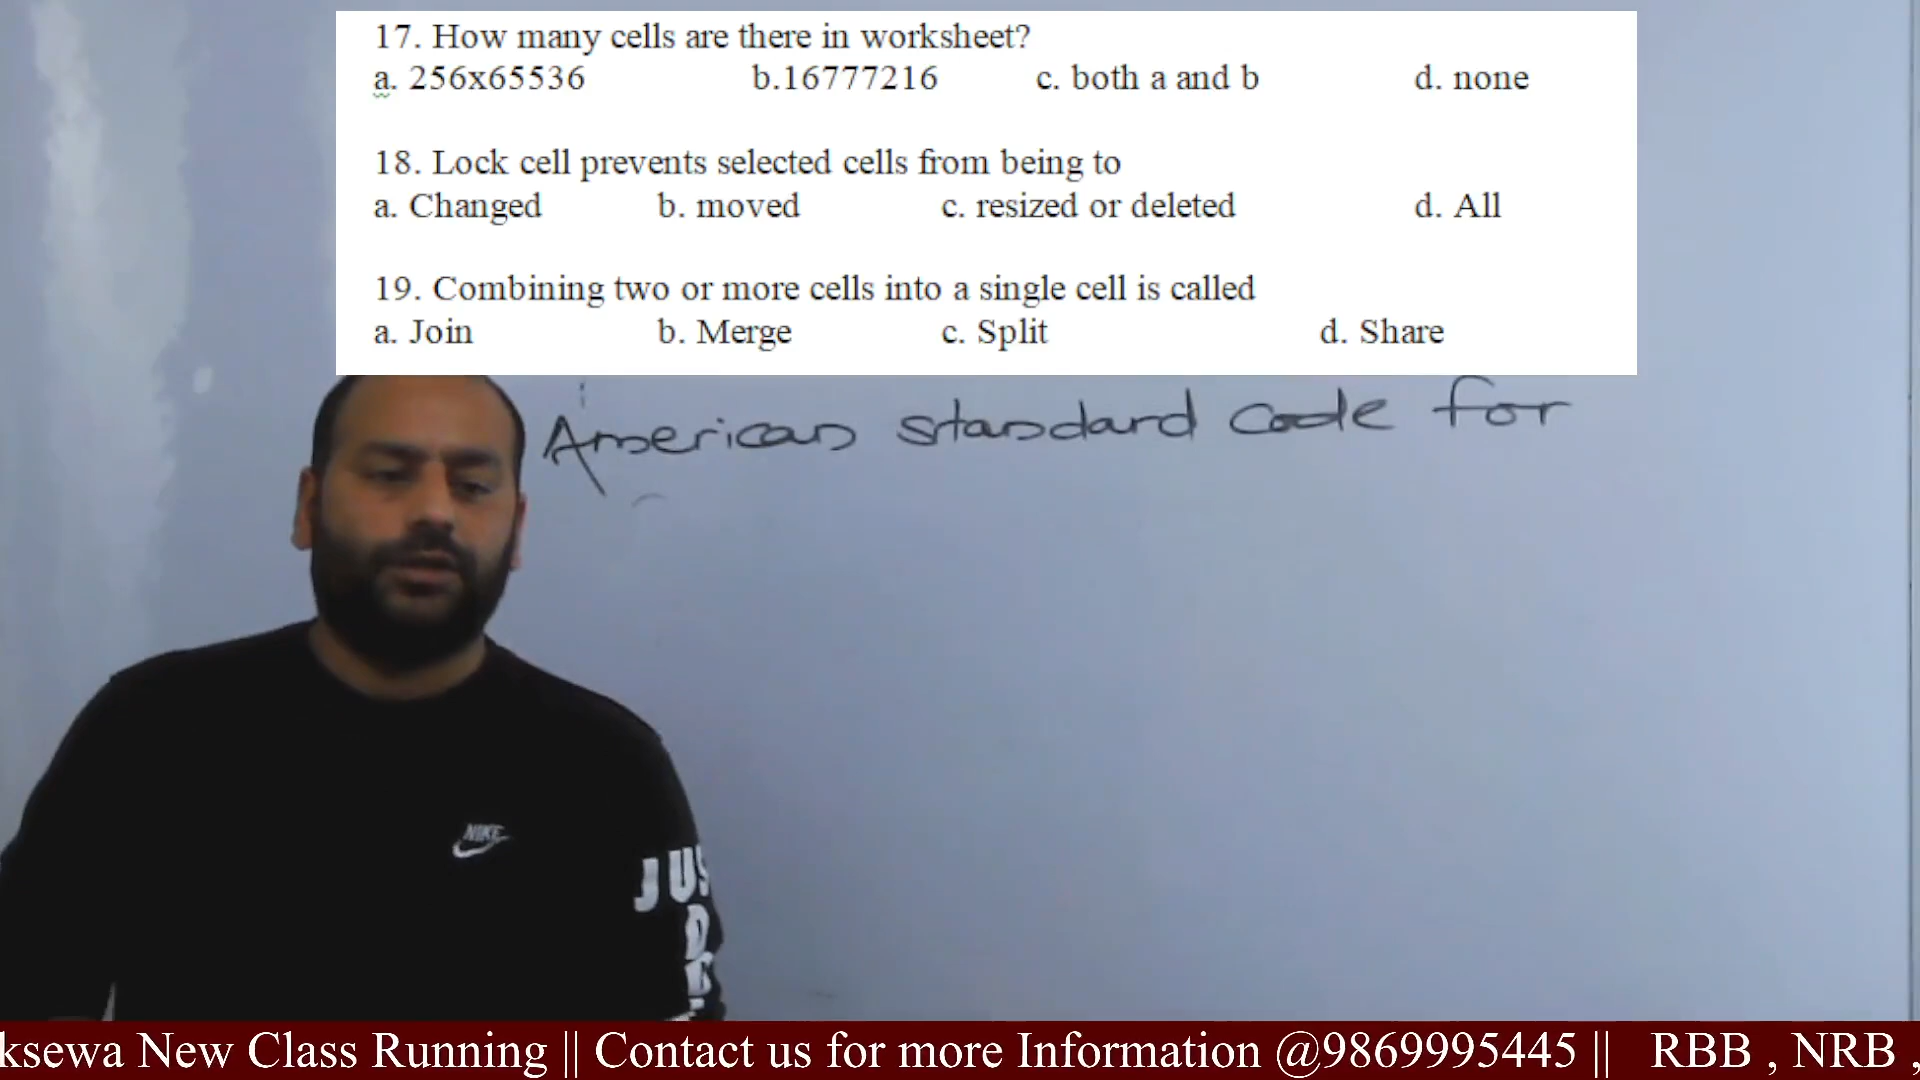 17. How many cells are there in worksheet?
a. 256x65536 b.16777216 c. both a and b d. none
18. Lock cell prevents selected cells from being to
a. Changed b. moved c. resized or deleted d. All
19. Combining two or more cells into a single cell is called
a. Join b. Merge c. Split d. Share
American standard code for
NIKE
JUS
D
ksewa New Class Running || Contact us for more Information @9869995445 || RBB , NRB ,